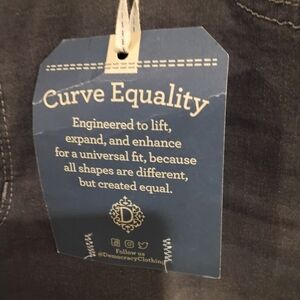 Curve Equality
Engineered to lift,
expand, and enhance
for a universal fit, because
all shapes are different,
but created equal.
D
Follow us
@DemocracyClothing